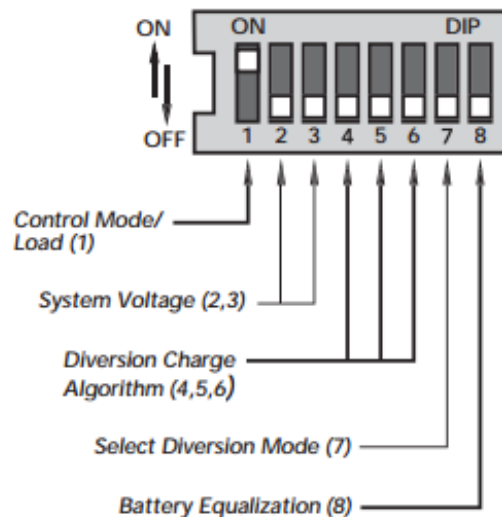 ON
ON DIP
OFF
1 2 3 4 5 6 7 8
Control Mode/
Load (1)
System Voltage (2,3)
Diversion Charge
Algorithm (4,5,6)
Select Diversion Mode (7)
Battery Equalization (8)